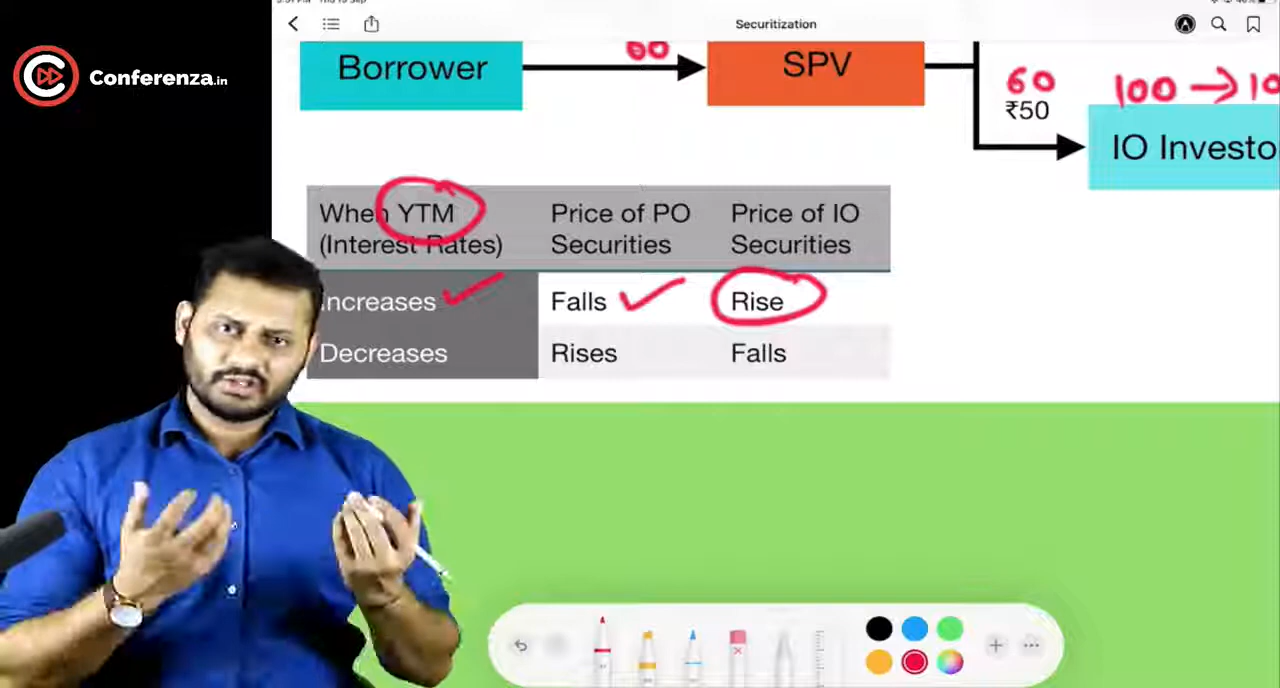 Securitization
Conferenza.in
Borrower
60
SPV
60
₹50
100 → 10
IO Investo
When YTM
(Interest Rates)
Price of PO
Securities
Price of IO
Securities
Increases
Falls
Rise
Decreases
Rises
Falls